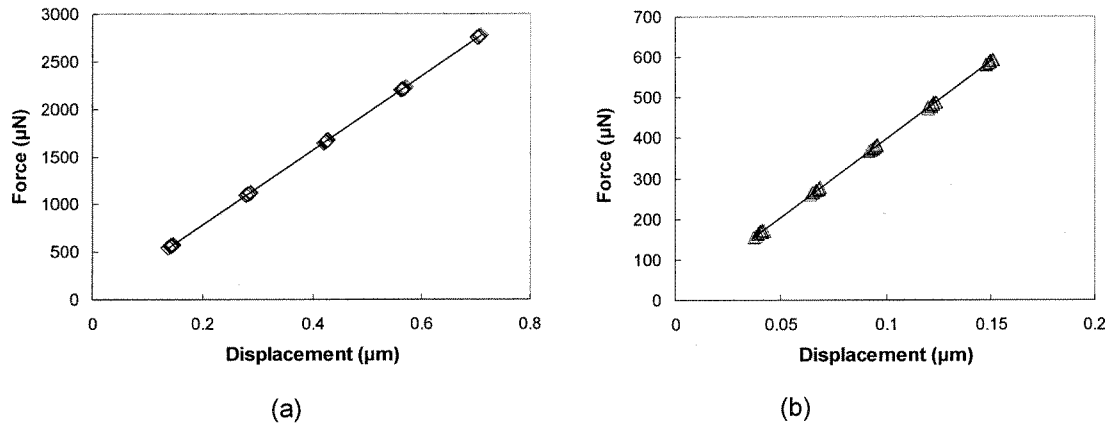 3000
2500
2000
1500
1000
500
0
Force (µN)
0 0.2 0.4 0.6 0.8
Displacement (µm)
(a)
700
600
500
400
300
200
100
0
Force (µN)
0 0.05 0.1 0.15 0.2
Displacement (µm)
(b)